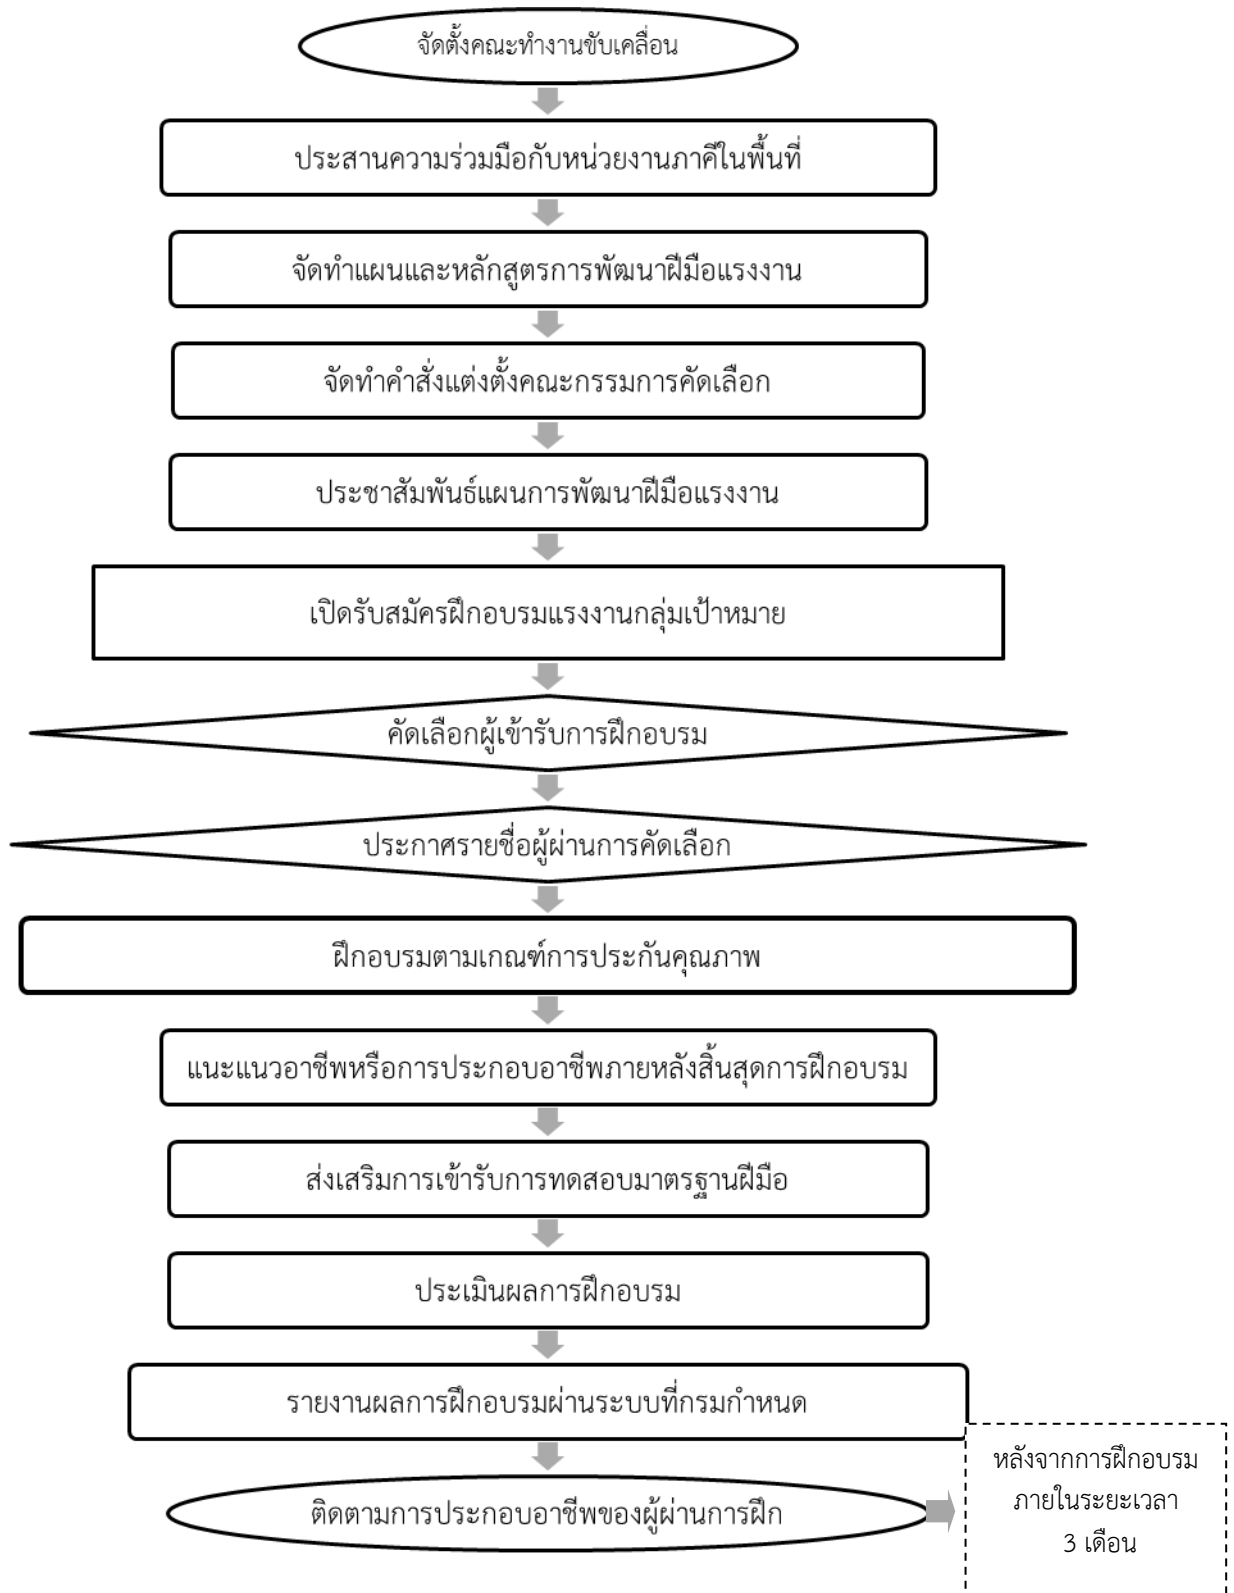 จัดตั้งคณะทำงานขับเคลื่อน
ประสานความร่วมมือกับหน่วยงานภาคีในพื้นที่
จัดทำแผนและหลักสูตรการพัฒนาฝีมือแรงงาน
จัดทำคำสั่งแต่งตั้งคณะกรรมการคัดเลือก
ประชาสัมพันธ์แผนการพัฒนาฝีมือแรงงาน
เปิดรับสมัครฝึกอบรมแรงงานกลุ่มเป้าหมาย
คัดเลือกผู้เข้ารับการฝึกอบรม
ประกาศรายชื่อผู้ผ่านการคัดเลือก
ฝึกอบรมตามเกณฑ์การประกันคุณภาพ
แนะแนวอาชีพหรือการประกอบอาชีพภายหลังสิ้นสุดการฝึกอบรม
ส่งเสริมการเข้ารับการทดสอบมาตรฐานฝีมือ
ประเมินผลการฝึกอบรม
รายงานผลการฝึกอบรมผ่านระบบที่กรมกำหนด
ติดตามการประกอบอาชีพของผู้ผ่านการฝึก
หลังจากการฝึกอบรม
ภายในระยะเวลา
3 เดือน